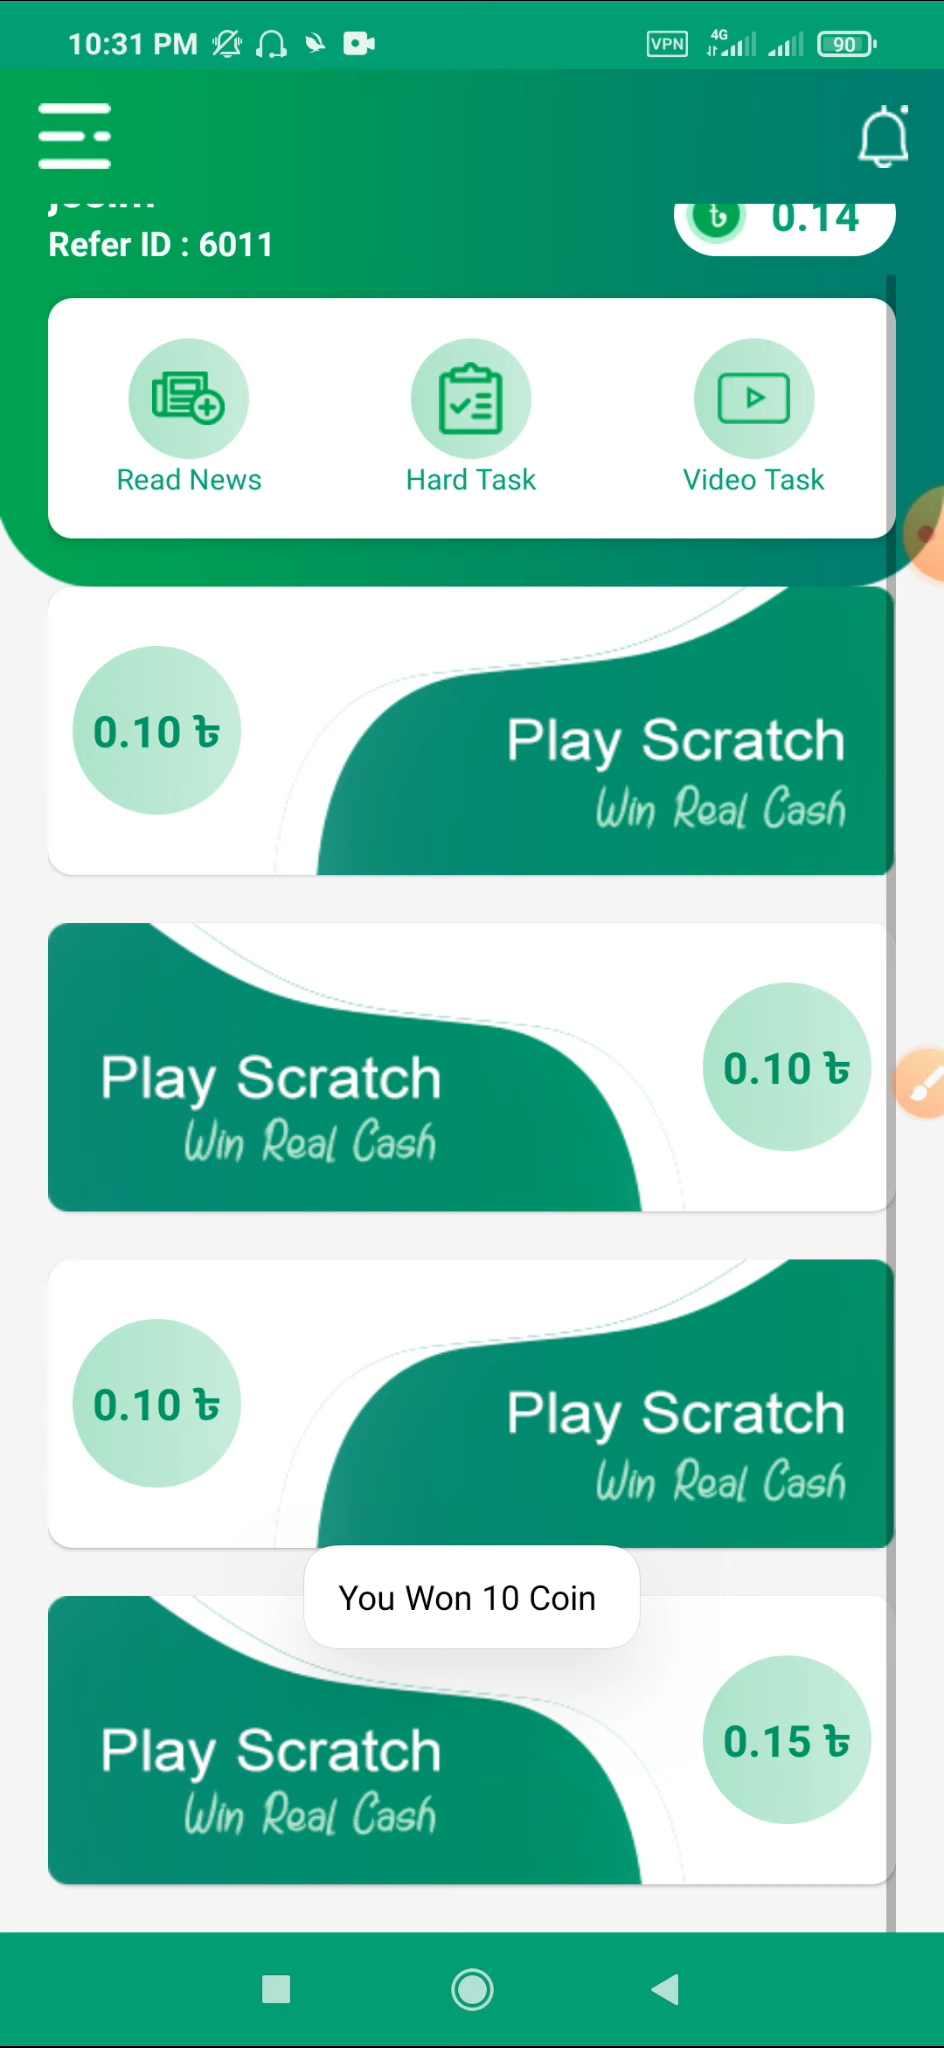 10:31 PM
VPN 4G 90
Refer ID : 6011
৳ 0.14
Read News
Hard Task
Video Task
0.10 ৳
Play Scratch
Win Real Cash
Play Scratch
Win Real Cash
0.10 ৳
0.10 ৳
Play Scratch
Win Real Cash
You Won 10 Coin
Play Scratch
Win Real Cash
0.15 ৳